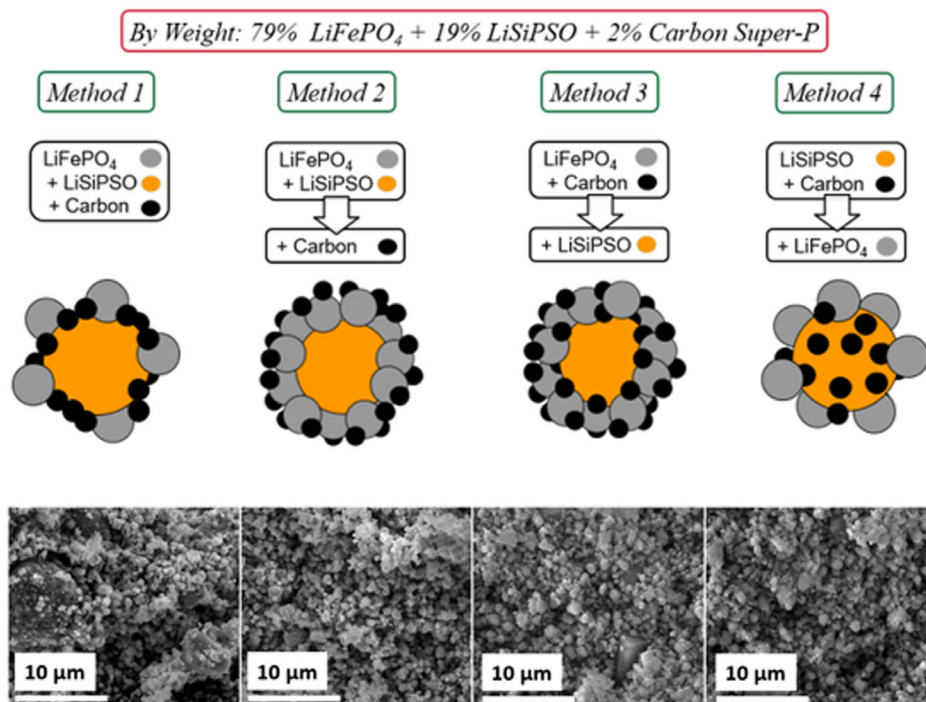 By Weight: 79% LiFePO₄ + 19% LiSiPSO + 2% Carbon Super-P
Method 1
Method 2
Method 3
Method 4
LiFePO₄
+ LiSiPSO
+ Carbon
LiFePO₄
+ LiSiPSO
+ Carbon
LiFePO₄
+ Carbon
+ LiSiPSO
LiSiPSO
+ Carbon
+ LiFePO₄
10 µm
10 µm
10 µm
10 µm